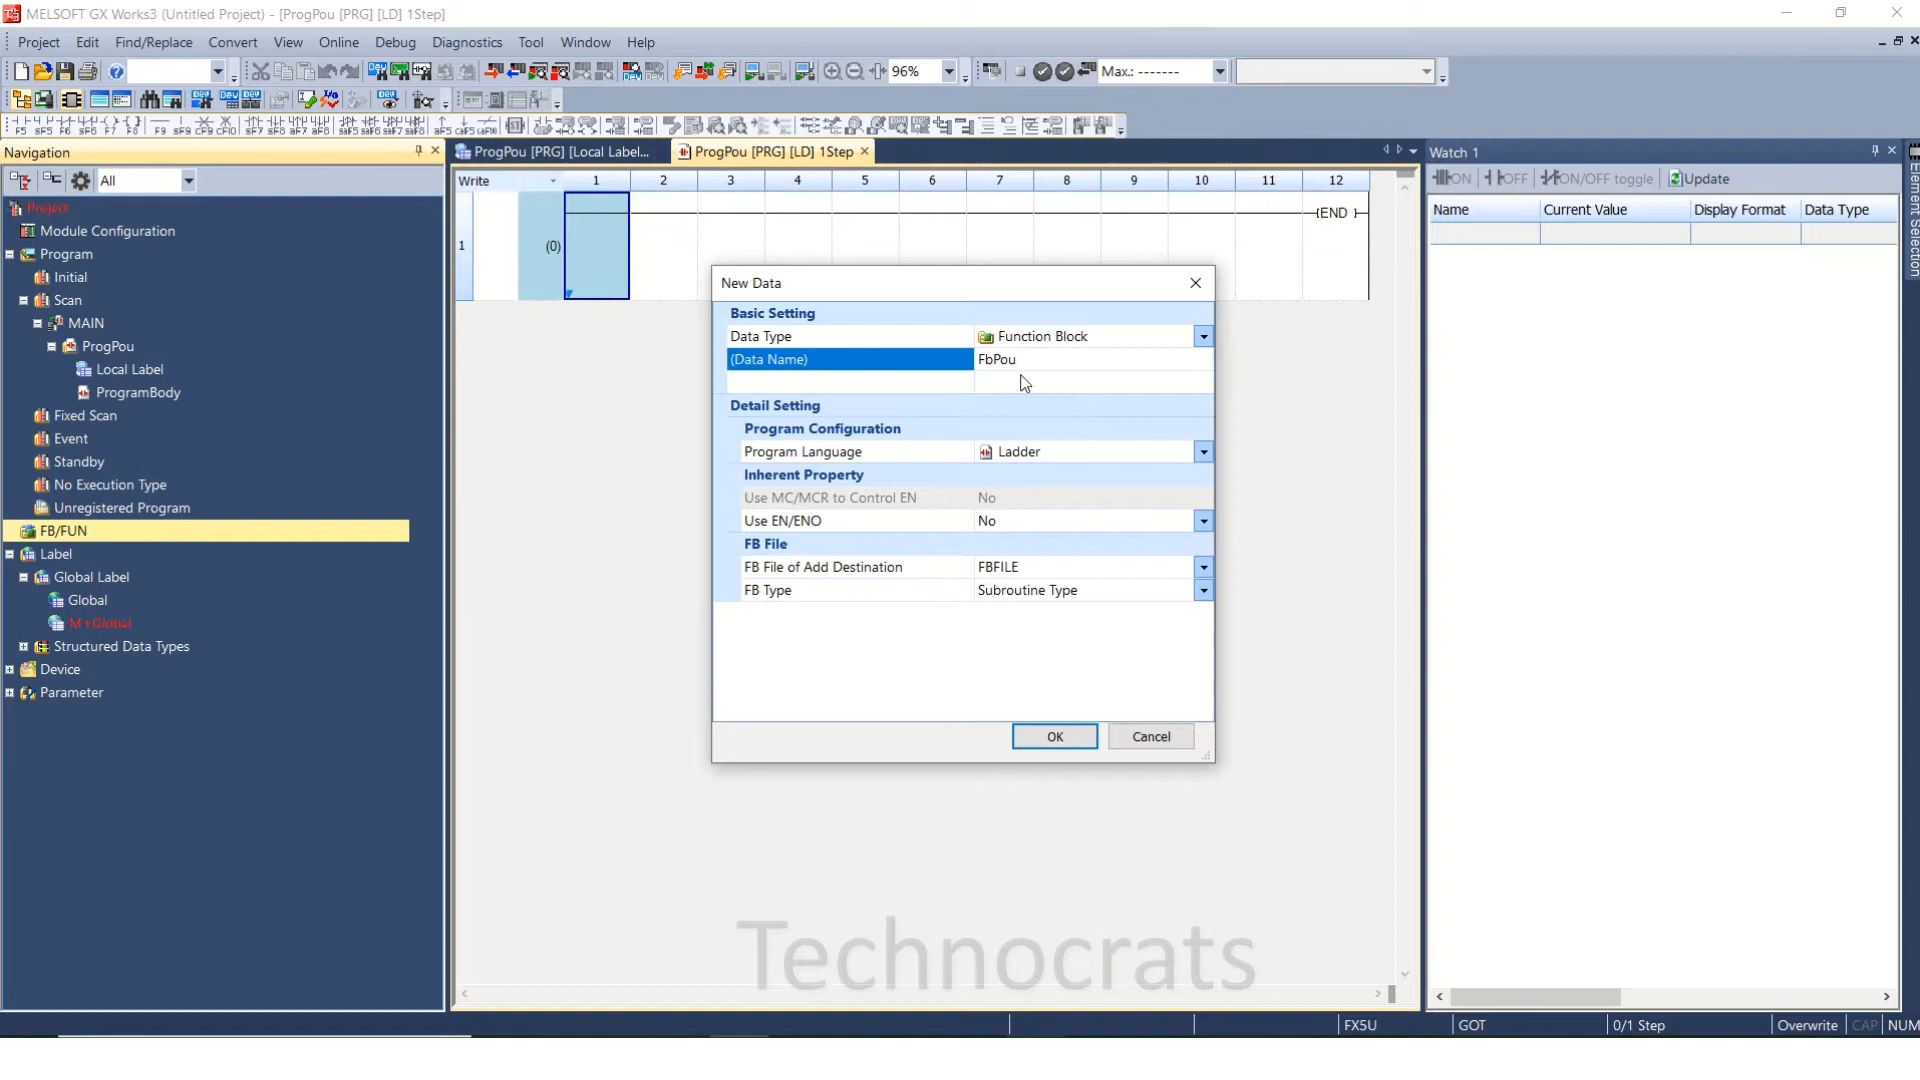 MELSOFT GX Works3 (Untitled Project) - [ProgPou [PRG] [LD] 1Step]
Project Edit Find/Replace Convert View Online Debug Diagnostics Tool Window Help
96% Max.: -------
Navigation
All
Project
Module Configuration
Program
Initial
Scan
MAIN
ProgPou
Local Label
ProgramBody
Fixed Scan
Event
Standby
No Execution Type
Unregistered Program
FB/FUN
Label
Global Label
Global
M+Global
Structured Data Types
Device
Parameter
ProgPou [PRG] [Local Label... ProgPou [PRG] [LD] 1Step
Write 1 2 3 4 5 6 7 8 9 10 11 12
1 (0) END
New Data
Basic Setting
Data Type Function Block
(Data Name) FbPou
Detail Setting
Program Configuration
Program Language Ladder
Inherent Property
Use MC/MCR to Control EN No
Use EN/ENO No
FB File
FB File of Add Destination FBFILE
FB Type Subroutine Type
OK Cancel
Technocrats
Watch 1
ON OFF ON/OFF toggle Update
Name Current Value Display Format Data Type
Element Selection
FX5U GOT 0/1 Step Overwrite CAP NUM